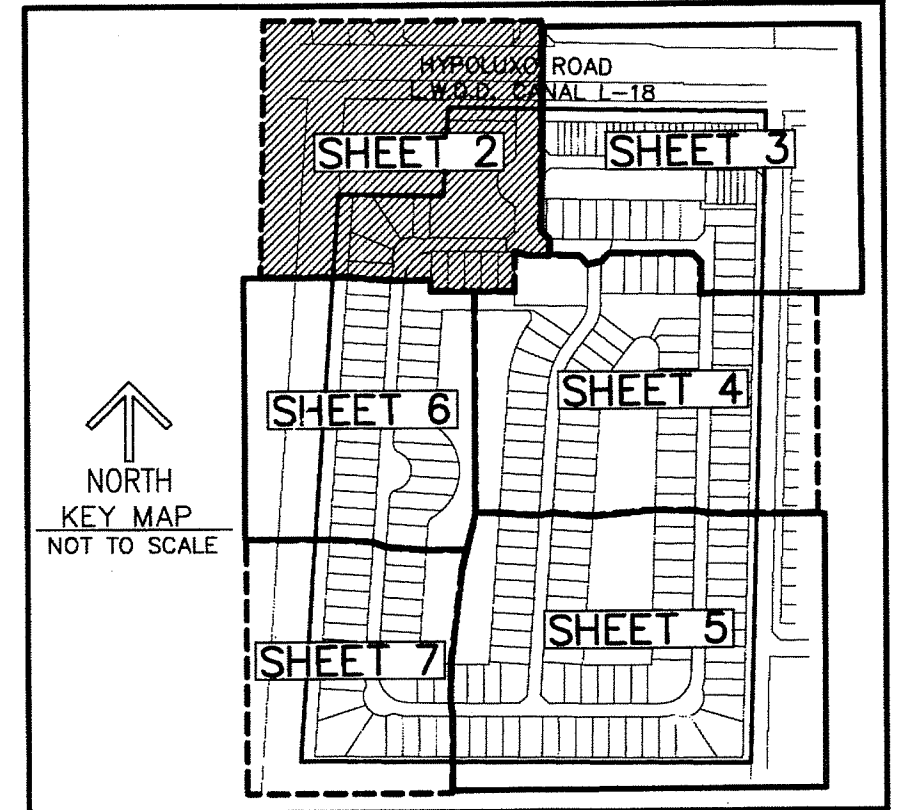 HYPOLUXO ROAD
L.W.D.D. CANAL L-18
SHEET 2
SHEET 3
SHEET 4
SHEET 6
NORTH
KEY MAP
NOT TO SCALE
SHEET 5
SHEET 7